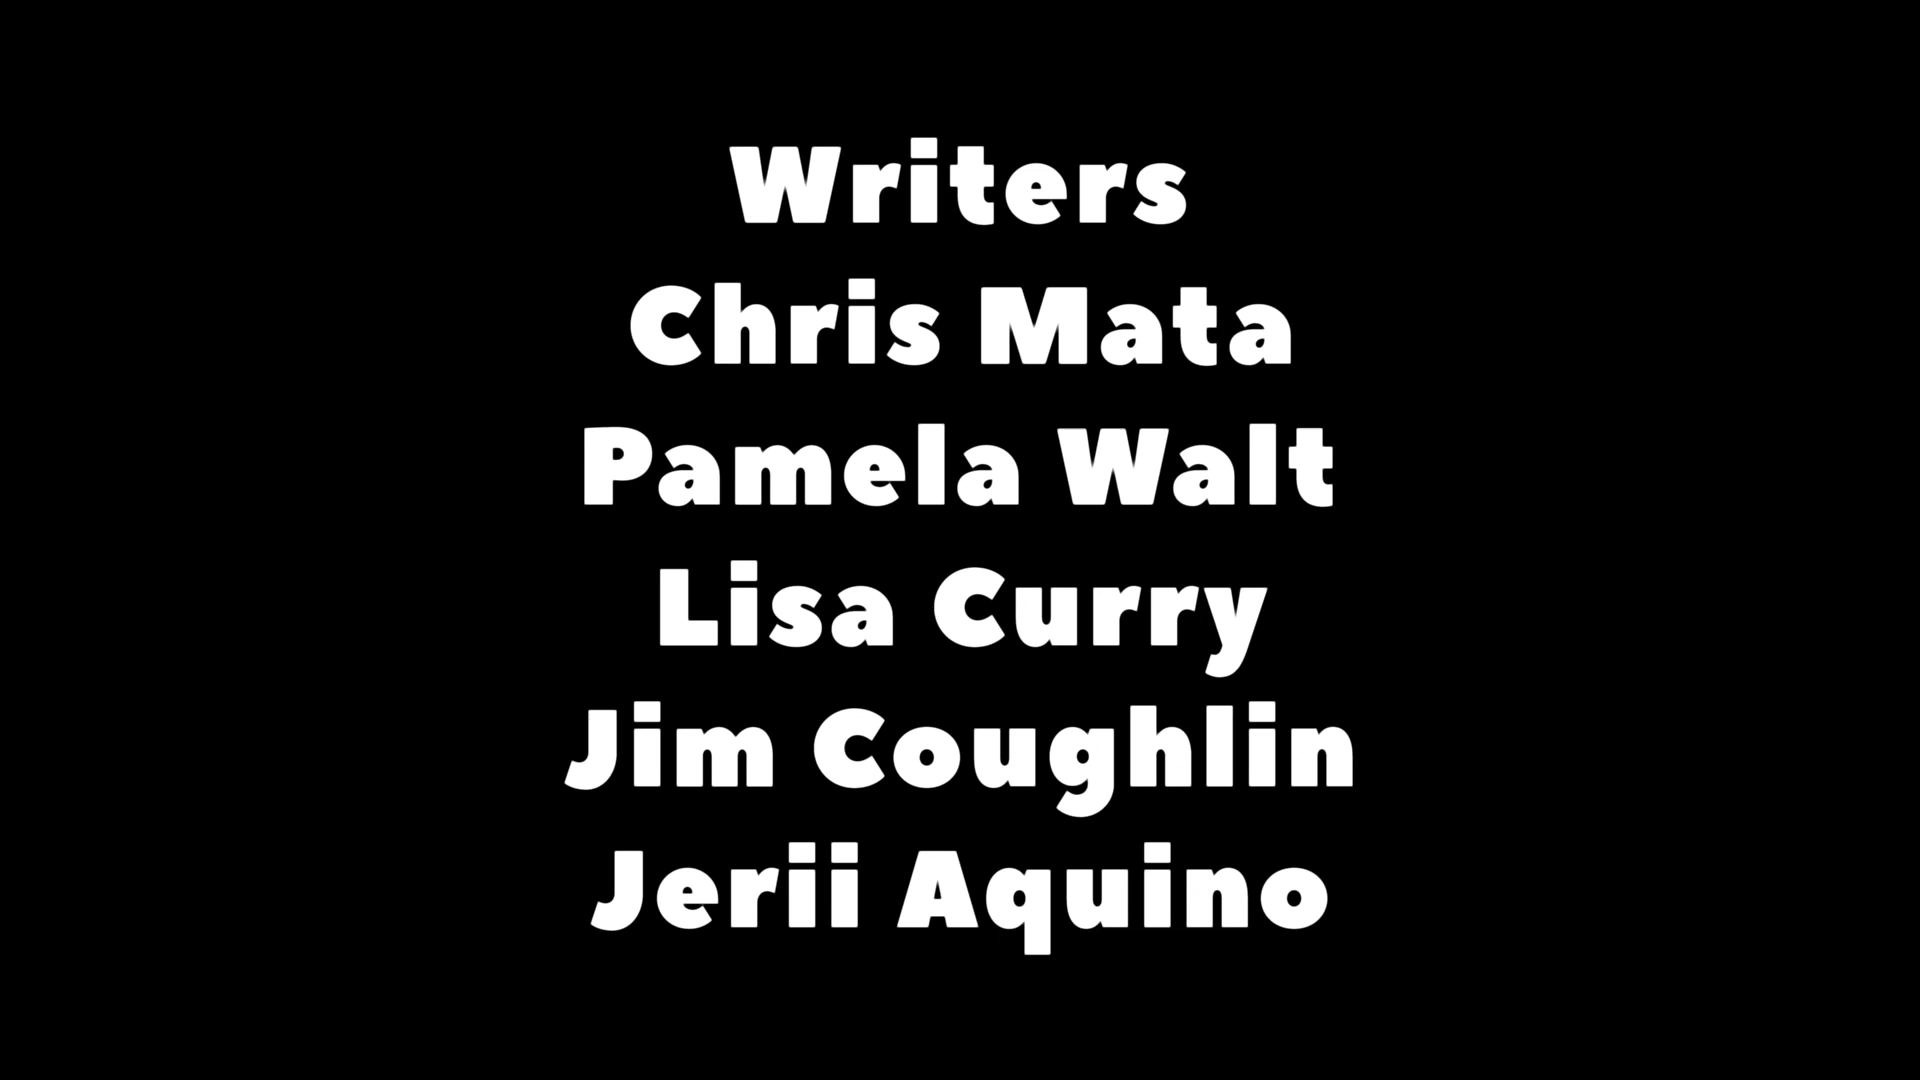 Writers
Chris Mata
Pamela Walt
Lisa Curry
Jim Coughlin
Jerii Aquino